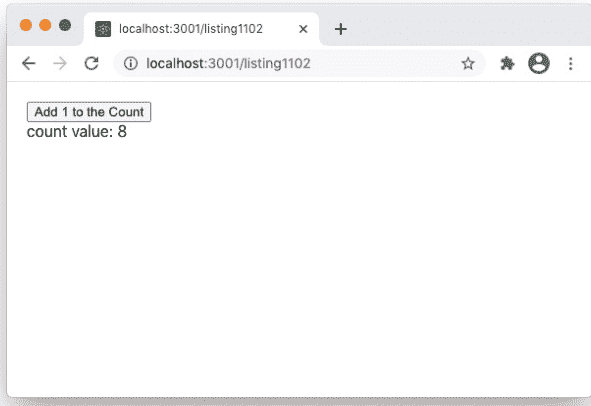 localhost:3001/listing1102
localhost:3001/listing1102
Add 1 to the Count
count value: 8